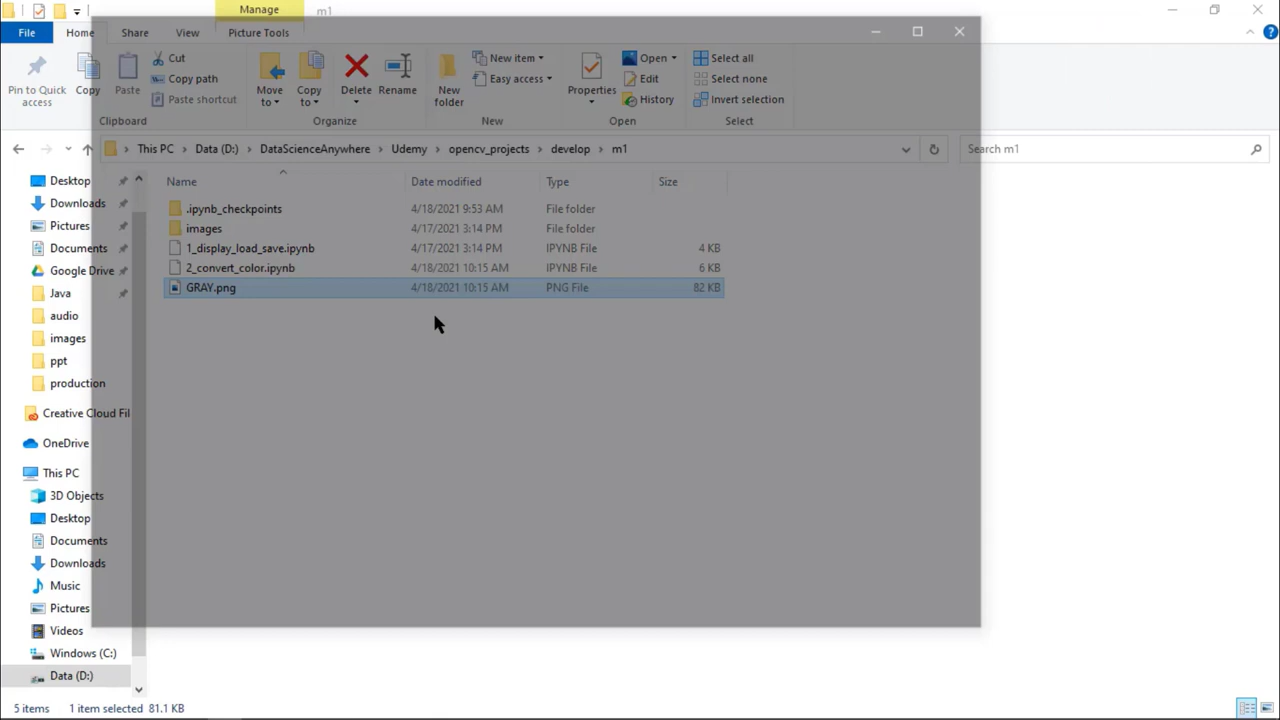 Manage
m1
File
Home
Share
View
Picture Tools
Pin to Quick access
Copy
Paste
Cut
Copy path
Paste shortcut
Clipboard
Move to
Copy to
Delete
Rename
Organize
New folder
New item
Easy access
New
Properties
Open
Edit
History
Open
Select all
Select none
Invert selection
Select
This PC
Data (D:)
DataScienceAnywhere
Udemy
opencv_projects
develop
m1
Search m1
Desktop
Downloads
Pictures
Documents
Google Drive
Java
audio
images
ppt
production
Creative Cloud Fil
OneDrive
This PC
3D Objects
Desktop
Documents
Downloads
Music
Pictures
Videos
Windows (C:)
Data (D:)
Name Date modified Type Size
.ipynb_checkpoints 4/18/2021 9:53 AM File folder
images 4/17/2021 3:14 PM File folder
1_display_load_save.ipynb 4/17/2021 3:14 PM IPYNB File 4 KB
2_convert_color.ipynb 4/18/2021 10:15 AM IPYNB File 6 KB
GRAY.png 4/18/2021 10:15 AM PNG File 82 KB
5 items 1 item selected 81.1 KB